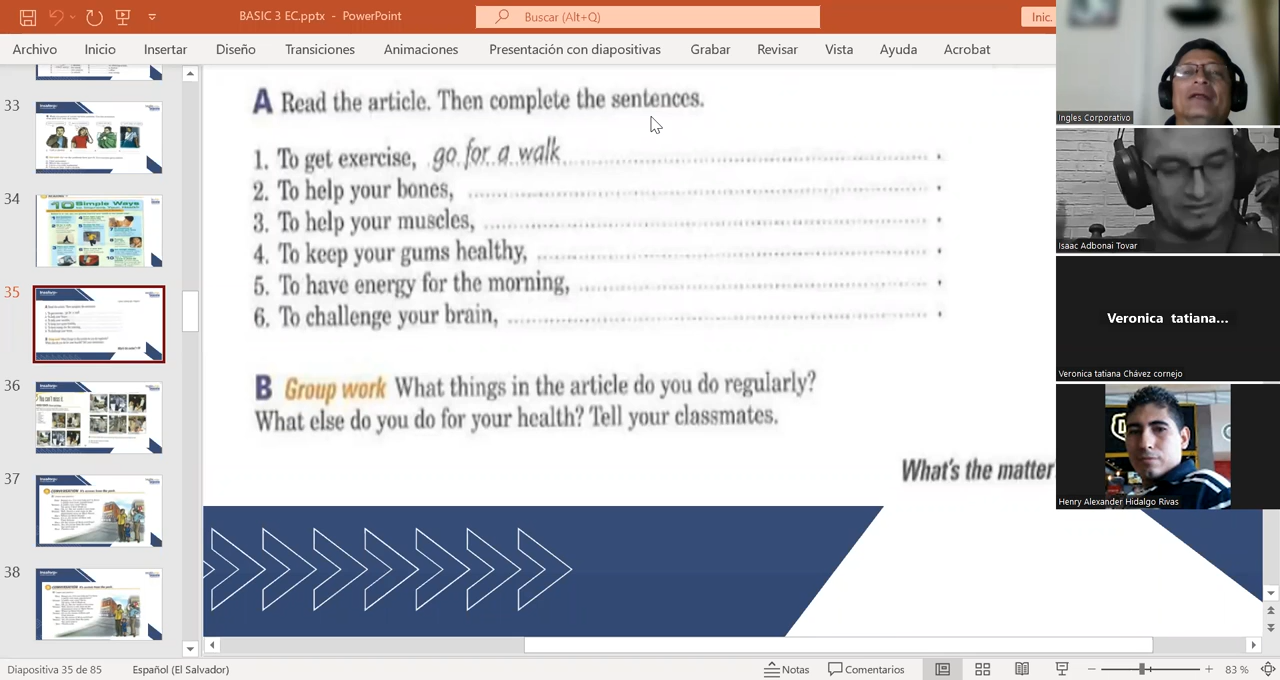 BASIC 3 EC.pptx - PowerPoint
Buscar (Alt+Q)
Inic.
Archivo Inicio Insertar Diseño Transiciones Animaciones Presentación con diapositivas Grabar Revisar Vista Ayuda Acrobat
33
34
10 Simple Ways
35
36
37
38
A Read the article. Then complete the sentences.
1. To get exercise, go for a walk.
2. To help your bones,
3. To help your muscles,
4. To keep your gums healthy,
5. To have energy for the morning,
6. To challenge your brain,
B Group work What things in the article do you do regularly?
What else do you do for your health? Tell your classmates.
What's the matter
Ingles Corporativo
Isaac Adbonai Tovar
Veronica tatiana...
Veronica tatiana Chávez cornejo
Henry Alexander Hidalgo Rivas
Diapositiva 35 de 85 Español (El Salvador) Notas Comentarios 83 %